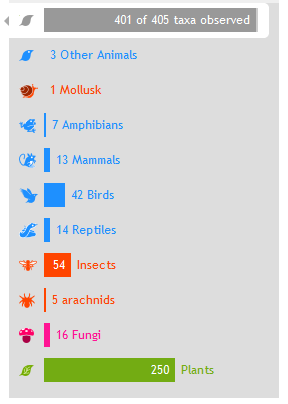 401 of 405 taxa observed
3 Other Animals
1 Mollusk
7 Amphibians
13 Mammals
42 Birds
14 Reptiles
54 Insects
5 arachnids
16 Fungi
250 Plants